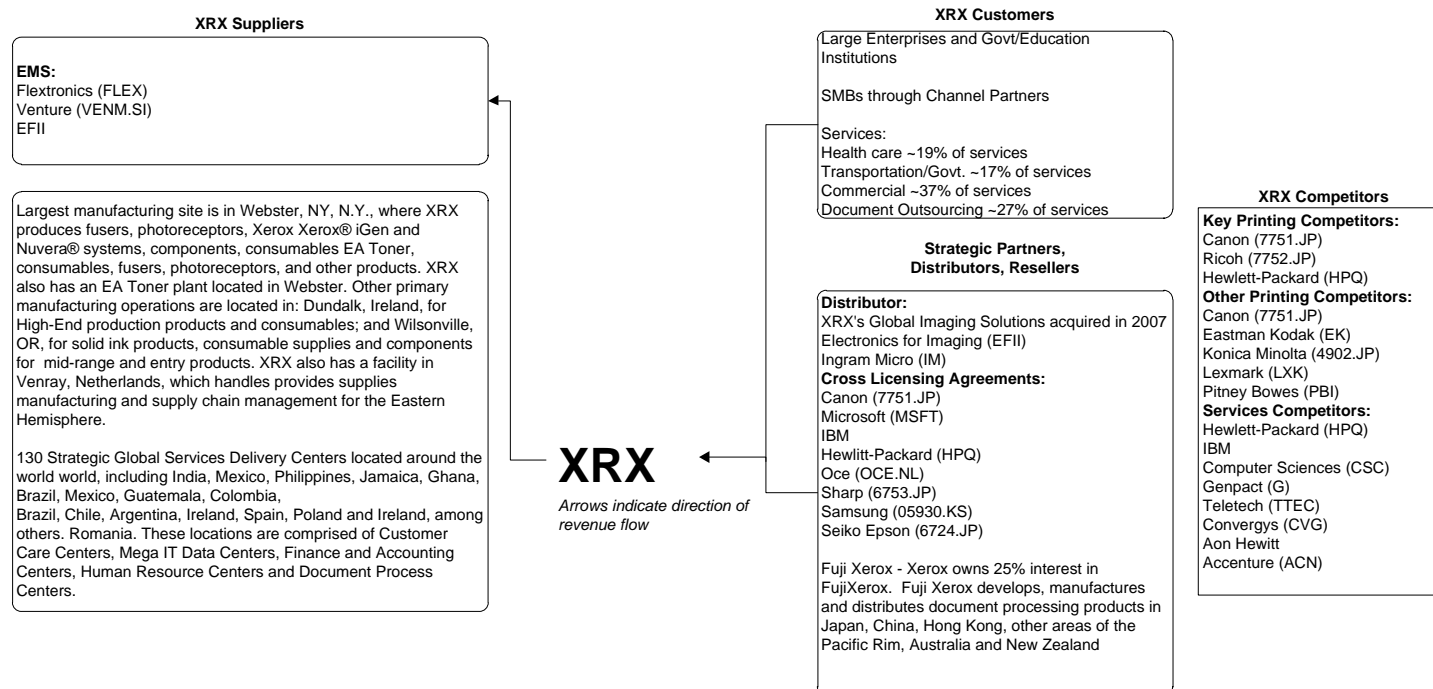 XRX Suppliers
EMS:
Flextronics (FLEX)
Venture (VENM.SI)
EFII
Largest manufacturing site is in Webster, NY, N.Y., where XRX
produces fusers, photoreceptors, Xerox Xerox® iGen and
Nuvera® systems, components, consumables EA Toner,
consumables, fusers, photoreceptors, and other products. XRX
also has an EA Toner plant located in Webster. Other primary
manufacturing operations are located in: Dundalk, Ireland, for
High-End production products and consumables; and Wilsonville,
OR, for solid ink products, consumable supplies and components
for mid-range and entry products. XRX also has a facility in
Venray, Netherlands, which handles provides supplies
manufacturing and supply chain management for the Eastern
Hemisphere.
130 Strategic Global Services Delivery Centers located around the
world world, including India, Mexico, Philippines, Jamaica, Ghana,
Brazil, Mexico, Guatemala, Colombia,
Brazil, Chile, Argentina, Ireland, Spain, Poland and Ireland, among
others. Romania. These locations are comprised of Customer
Care Centers, Mega IT Data Centers, Finance and Accounting
Centers, Human Resource Centers and Document Process
Centers.
XRX
Arrows indicate direction of
revenue flow
XRX Customers
Large Enterprises and Govt/Education
Institutions
SMBs through Channel Partners
Services:
Health care ~19% of services
Transportation/Govt. ~17% of services
Commercial ~37% of services
Document Outsourcing ~27% of services
Strategic Partners,
Distributors, Resellers
Distributor:
XRX's Global Imaging Solutions acquired in 2007
Electronics for Imaging (EFII)
Ingram Micro (IM)
Cross Licensing Agreements:
Canon (7751.JP)
Microsoft (MSFT)
IBM
Hewlitt-Packard (HPQ)
Oce (OCE.NL)
Sharp (6753.JP)
Samsung (05930.KS)
Seiko Epson (6724.JP)
Fuji Xerox - Xerox owns 25% interest in
FujiXerox. Fuji Xerox develops, manufactures
and distributes document processing products in
Japan, China, Hong Kong, other areas of the
Pacific Rim, Australia and New Zealand
XRX Competitors
Key Printing Competitors:
Canon (7751.JP)
Ricoh (7752.JP)
Hewlett-Packard (HPQ)
Other Printing Competitors:
Canon (7751.JP)
Eastman Kodak (EK)
Konica Minolta (4902.JP)
Lexmark (LXK)
Pitney Bowes (PBI)
Services Competitors:
Hewlett-Packard (HPQ)
IBM
Computer Sciences (CSC)
Genpact (G)
Teletech (TTEC)
Convergys (CVG)
Aon Hewitt
Accenture (ACN)